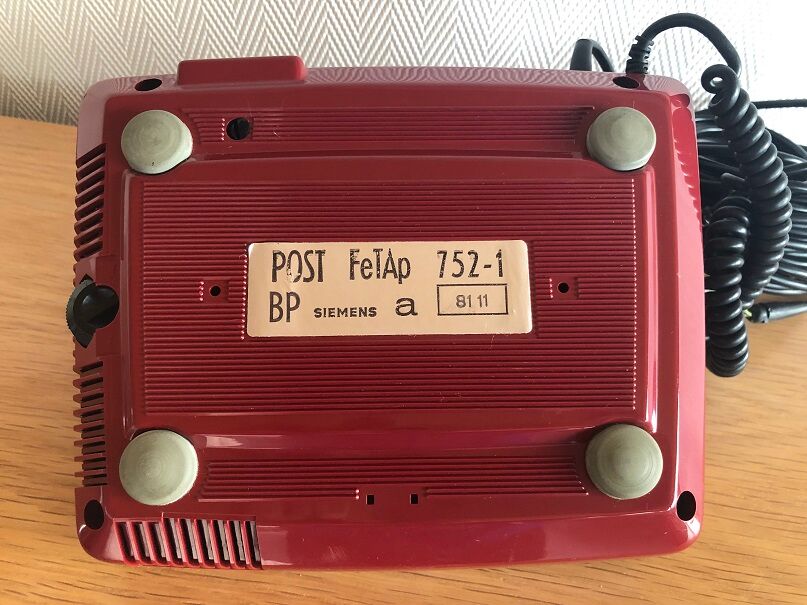 POST FeTAp 752-1
BP SIEMENS a 81 11